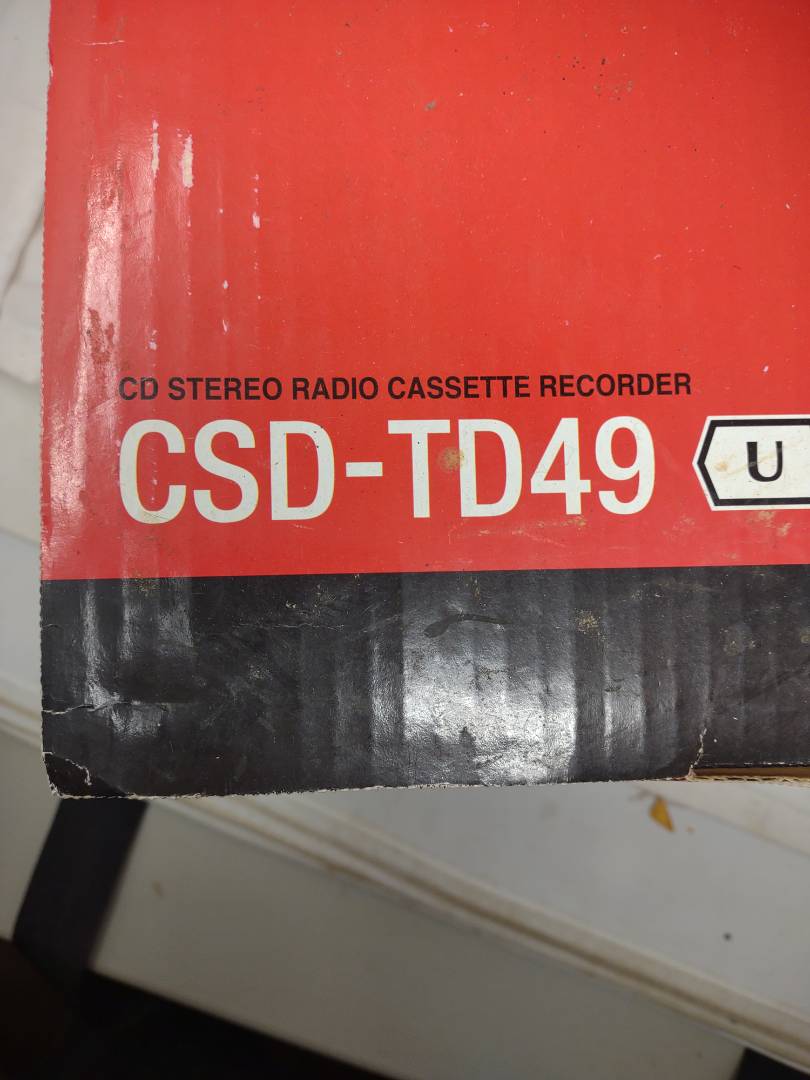 CD STEREO RADIO CASSETTE RECORDER
CSD-TD49 U